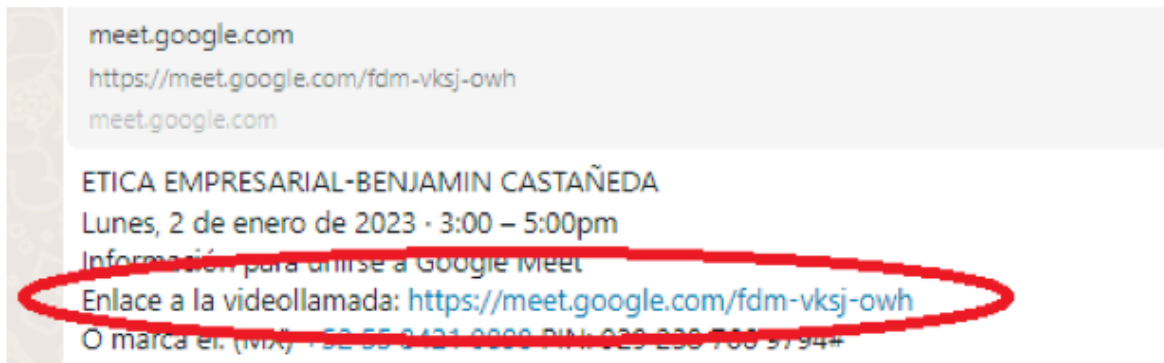 meet.google.com
https://meet.google.com/fdm-vksj-owh
meet.google.com
ETICA EMPRESARIAL-BENJAMIN CASTAÑEDA
Lunes, 2 de enero de 2023 · 3:00 – 5:00pm
Información para unirse a Google Meet
Enlace a la videollamada: https://meet.google.com/fdm-vksj-owh
O marca el: (MX) PIN: